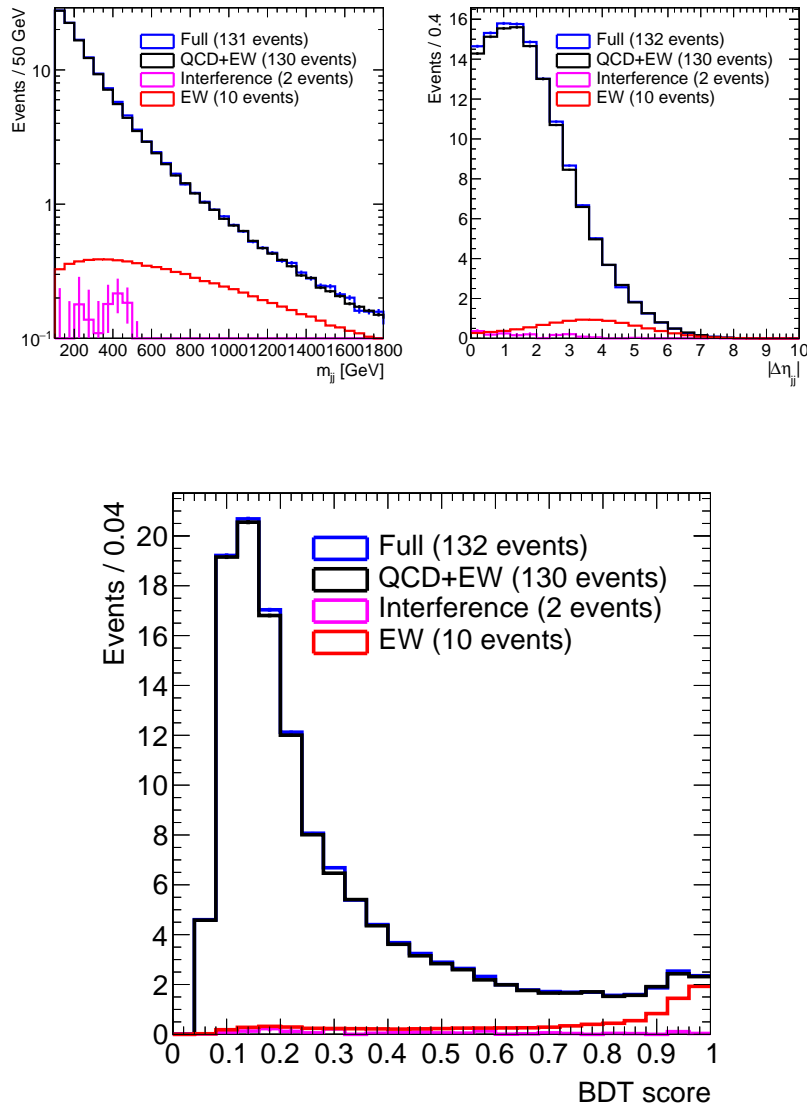 Events / 50 GeV
10
1
10⁻¹
Full (131 events)
QCD+EW (130 events)
Interference (2 events)
EW (10 events)
200 400 600 800 1000 1200 1400 1600 1800
m_jj [GeV]
Events / 0.4
16
14
12
10
8
6
4
2
0
Full (132 events)
QCD+EW (130 events)
Interference (2 events)
EW (10 events)
0 1 2 3 4 5 6 7 8 9 10
|Δη_jj|
Events / 0.04
20
18
16
14
12
10
8
6
4
2
0
Full (132 events)
QCD+EW (130 events)
Interference (2 events)
EW (10 events)
0 0.1 0.2 0.3 0.4 0.5 0.6 0.7 0.8 0.9 1
BDT score